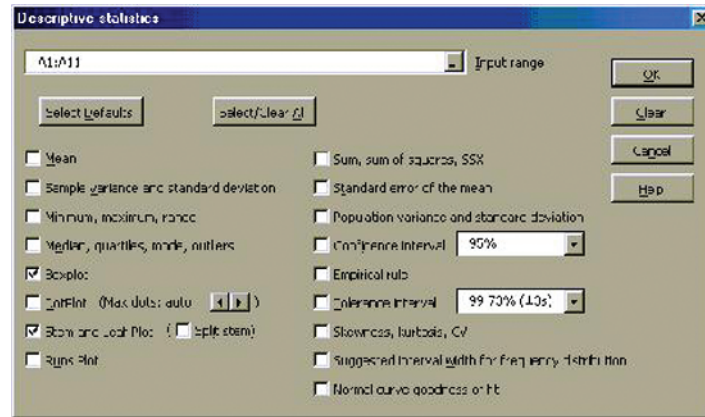 Descriptive statistics
A1:A11
Input range
OK
Select Defaults
Select/Clear All
Clear
Cancel
Help
Mean
Sample variance and standard deviation
Minimum, maximum, range
Median, quartiles, mode, outliers
Boxplot
DotPlot (Max dots: auto )
Stem and Leaf Plot ( Split stem)
Runs Plot
Sum, sum of squares, SSX
Standard error of the mean
Population variance and standard deviation
Confidence Interval 95%
Empirical rule
Tolerance Interval 99.73% (±3s)
Skewness, kurtosis, CV
Suggested interval width for frequency distribution
Normal curve goodness of fit